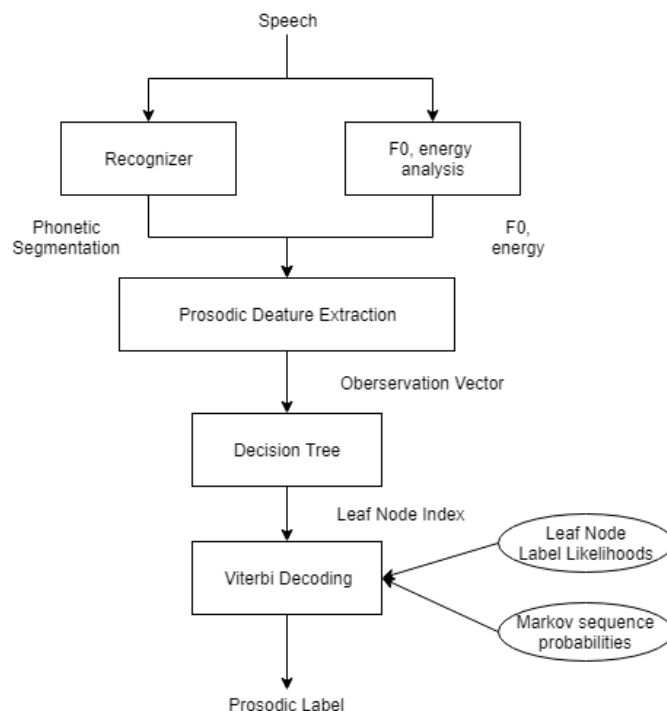 Speech
Recognizer
F0, energy
analysis
Phonetic
Segmentation
F0,
energy
Prosodic Deature Extraction
Oberservation Vector
Decision Tree
Leaf Node Index
Leaf Node
Label Likelihoods
Viterbi Decoding
Markov sequence
probabilities
Prosodic Label